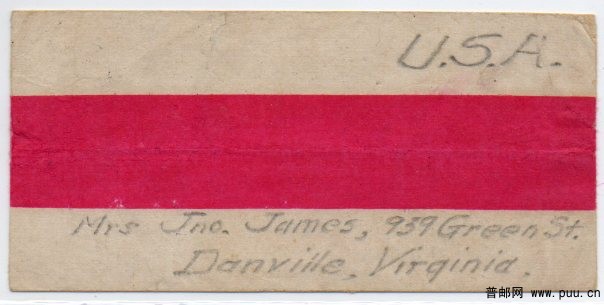 U.S.A.
Mrs Jno. James, 939 Green St.
Danville, Virginia.
普邮网 www.puu.cn